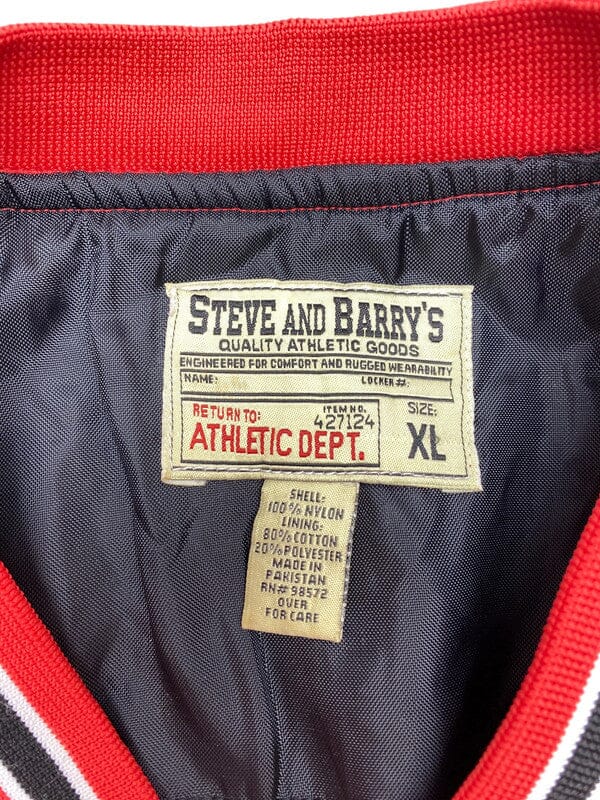 STEVE AND BARRY'S
QUALITY ATHLETIC GOODS
ENGINEERED FOR COMFORT AND RUGGED WEARABILITY
NAME: LOCKER#:
RETURN TO: ITEM NO. SIZE:
427124
ATHLETIC DEPT. XL
SHELL:
100% NYLON
LINING:
80% COTTON
20% POLYESTER
MADE IN
PAKISTAN
RN# 98572
OVER
FOR CARE